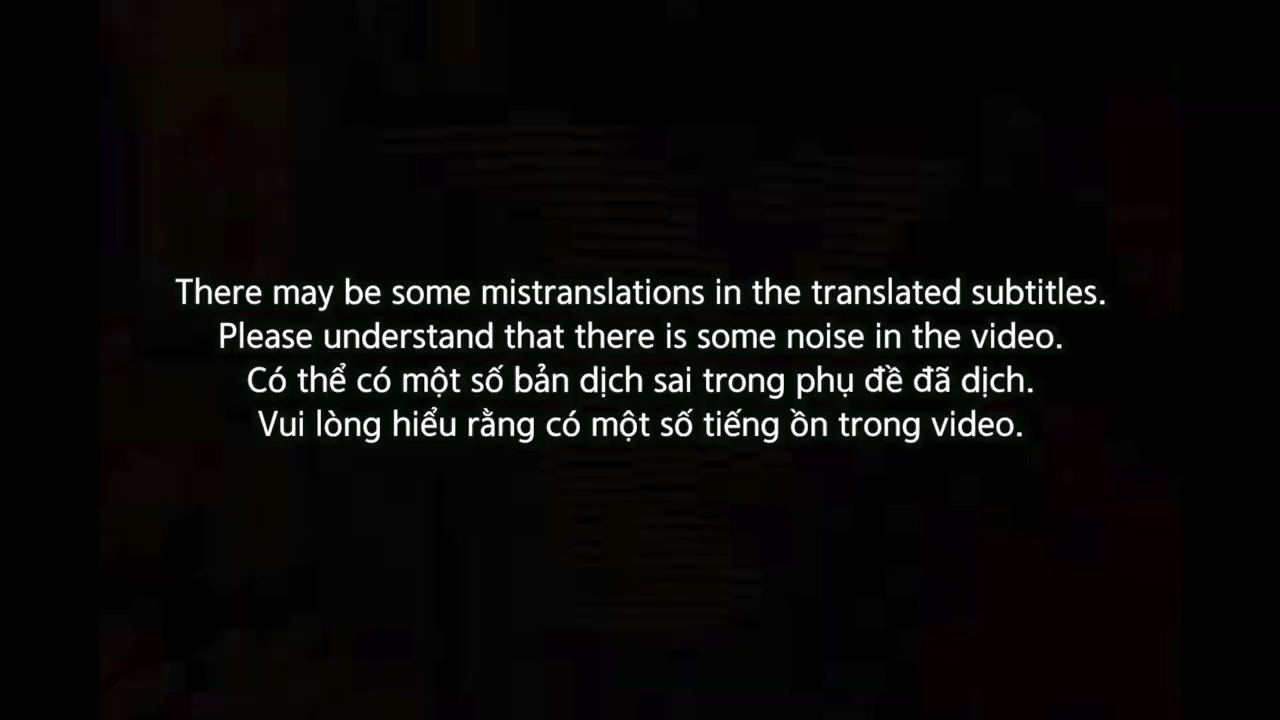 There may be some mistranslations in the translated subtitles.
Please understand that there is some noise in the video.
Có thể có một số bản dịch sai trong phụ đề đã dịch.
Vui lòng hiểu rằng có một số tiếng ồn trong video.